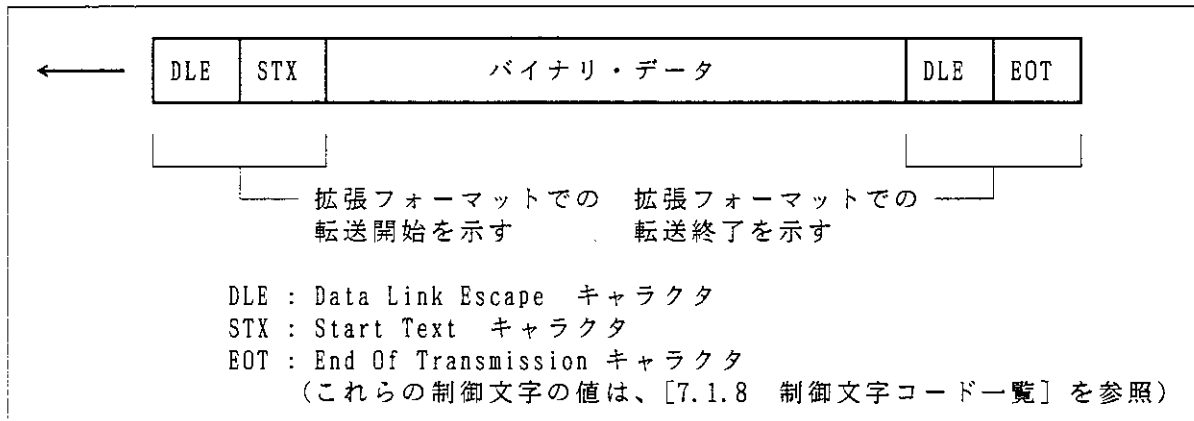 DLE STX バイナリ・データ DLE EOT
拡張フォーマットでの 拡張フォーマットでの
転送開始を示す 転送終了を示す
DLE : Data Link Escape キャラクタ
STX : Start Text キャラクタ
EOT : End Of Transmission キャラクタ
(これらの制御文字の値は、[7.1.8 制御文字コード一覧] を参照)